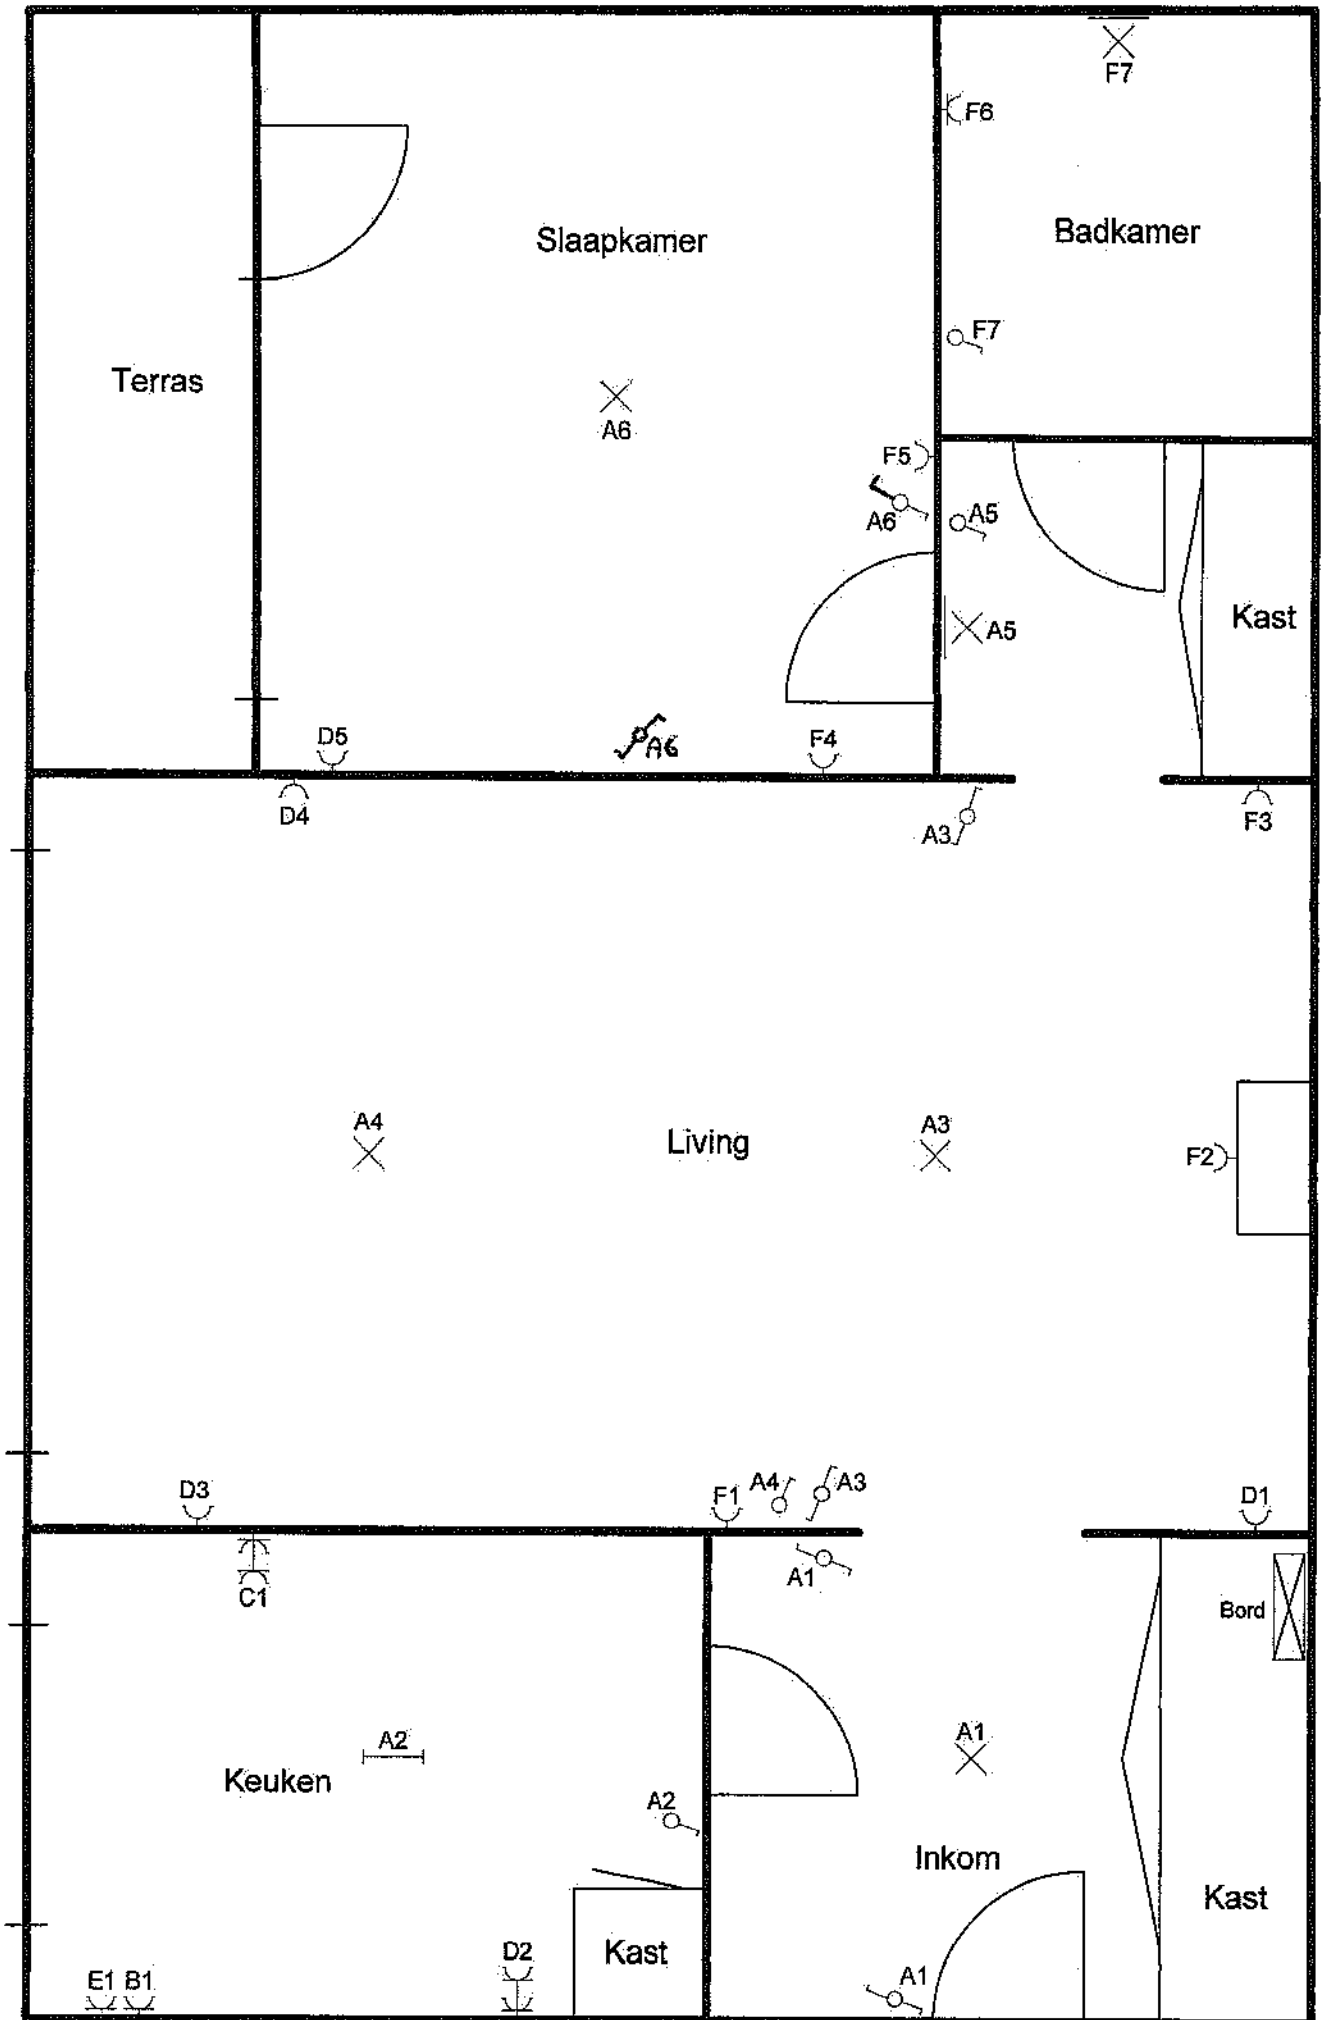 F7
F6
Slaapkamer
Badkamer
F7
Terras
A6
F5
A6
A5
Kast
A5
D5
A6
F4
D4
A3
F3
A4
Living
A3
F2
D3
F1
A4
A3
D1
A1
C1
Bord
A2
A1
Keuken
A2
Inkom
Kast
Kast
D2
E1
B1
A1